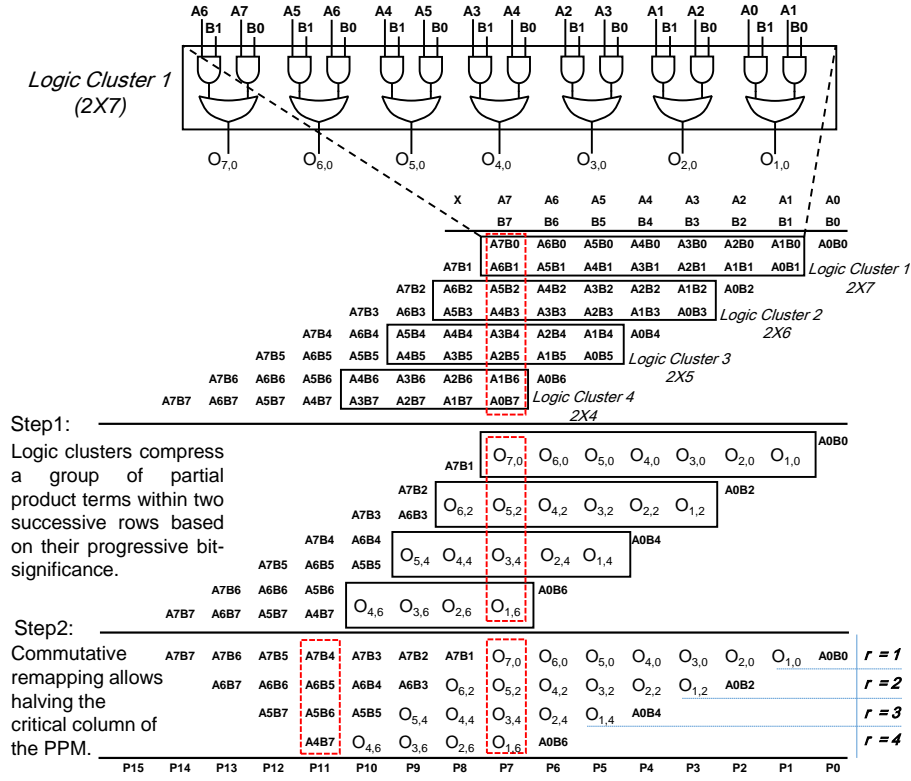 A6 A7 A5 A6 A4 A5 A3 A4 A2 A3 A1 A2 A0 A1
B1 B0 B1 B0 B1 B0 B1 B0 B1 B0 B1 B0 B1 B0
Logic Cluster 1
(2X7)
O7,0 O6,0 O5,0 O4,0 O3,0 O2,0 O1,0
X A7 A6 A5 A4 A3 A2 A1 A0
B7 B6 B5 B4 B3 B2 B1 B0
A7B0 A6B0 A5B0 A4B0 A3B0 A2B0 A1B0 A0B0
A7B1 A6B1 A5B1 A4B1 A3B1 A2B1 A1B1 A0B1 Logic Cluster 1
2X7
A7B2 A6B2 A5B2 A4B2 A3B2 A2B2 A1B2 A0B2
A7B3 A6B3 A5B3 A4B3 A3B3 A2B3 A1B3 A0B3 Logic Cluster 2
2X6
A7B4 A6B4 A5B4 A4B4 A3B4 A2B4 A1B4 A0B4
A7B5 A6B5 A5B5 A4B5 A3B5 A2B5 A1B5 A0B5 Logic Cluster 3
2X5
A7B6 A6B6 A5B6 A4B6 A3B6 A2B6 A1B6 A0B6
A7B7 A6B7 A5B7 A4B7 A3B7 A2B7 A1B7 A0B7 Logic Cluster 4
2X4
Step1:
Logic clusters compress
a group of partial
product terms within two
successive rows based
on their progressive bit-
significance.
O7,0 O6,0 O5,0 O4,0 O3,0 O2,0 O1,0 A0B0
A7B1
A7B2 O6,2 O5,2 O4,2 O3,2 O2,2 O1,2 A0B2
A7B3 A6B3
A7B4 A6B4 O5,4 O4,4 O3,4 O2,4 O1,4 A0B4
A7B5 A6B5 A5B5
A7B6 A6B6 A5B6 O4,6 O3,6 O2,6 O1,6 A0B6
A7B7 A6B7 A5B7 A4B7
Step2:
Commutative
remapping allows
halving the
critical column of
the PPM.
A7B7 A7B6 A7B5 A7B4 A7B3 A7B2 A7B1 O7,0 O6,0 O5,0 O4,0 O3,0 O2,0 O1,0 A0B0 r = 1
A6B7 A6B6 A6B5 A6B4 A6B3 O6,2 O5,2 O4,2 O3,2 O2,2 O1,2 A0B2 r = 2
A5B7 A5B6 A5B5 O5,4 O4,4 O3,4 O2,4 O1,4 A0B4 r = 3
A4B7 O4,6 O3,6 O2,6 O1,6 A0B6 r = 4
P15 P14 P13 P12 P11 P10 P9 P8 P7 P6 P5 P4 P3 P2 P1 P0